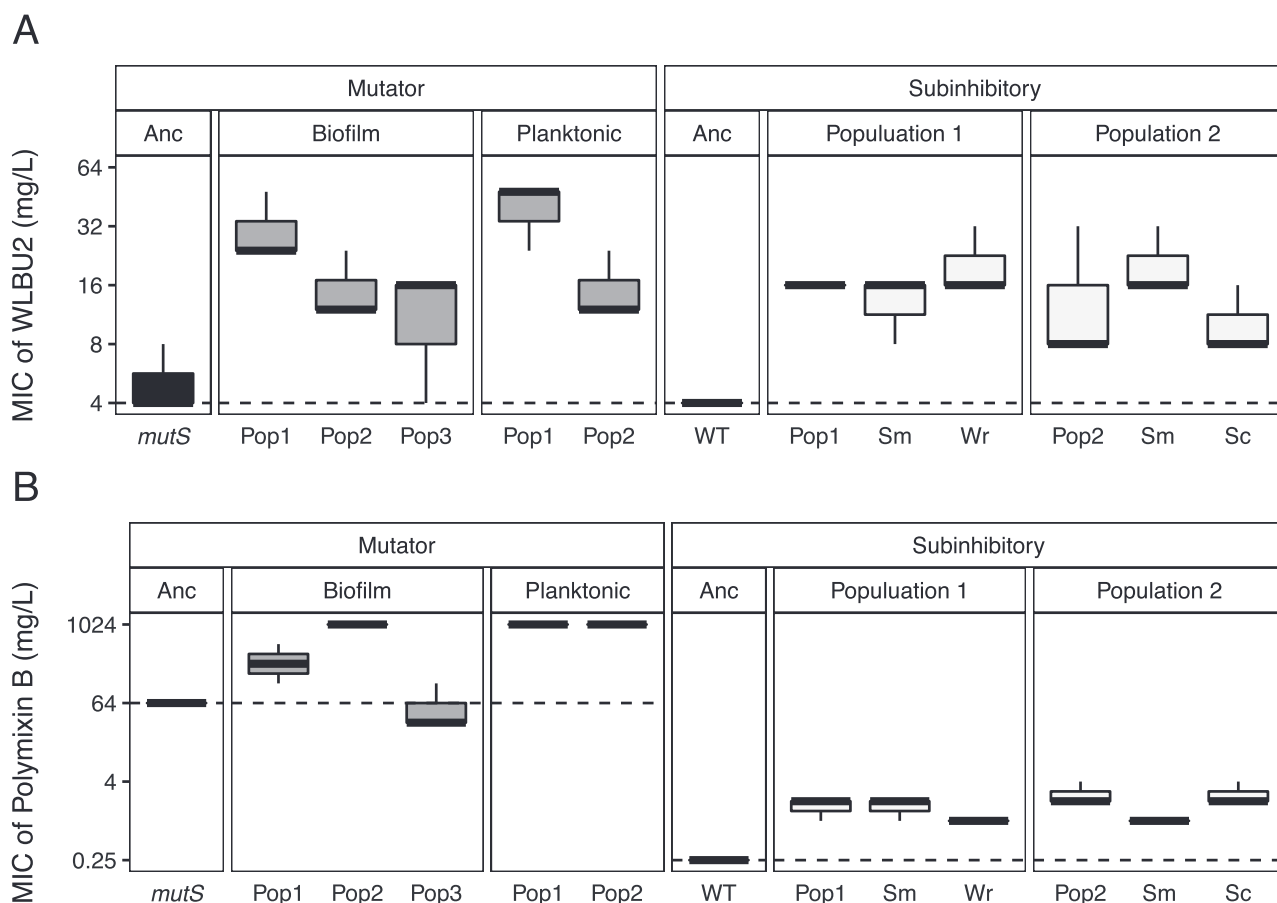 A
Mutator Subinhibitory
Anc Biofilm Planktonic Anc Populuation 1 Population 2
MIC of WLBU2 (mg/L)
64
32
16
8
4
mutS Pop1 Pop2 Pop3 Pop1 Pop2 WT Pop1 Sm Wr Pop2 Sm Sc
B
Mutator Subinhibitory
Anc Biofilm Planktonic Anc Populuation 1 Population 2
MIC of Polymixin B (mg/L)
1024
64
4
0.25
mutS Pop1 Pop2 Pop3 Pop1 Pop2 WT Pop1 Sm Wr Pop2 Sm Sc